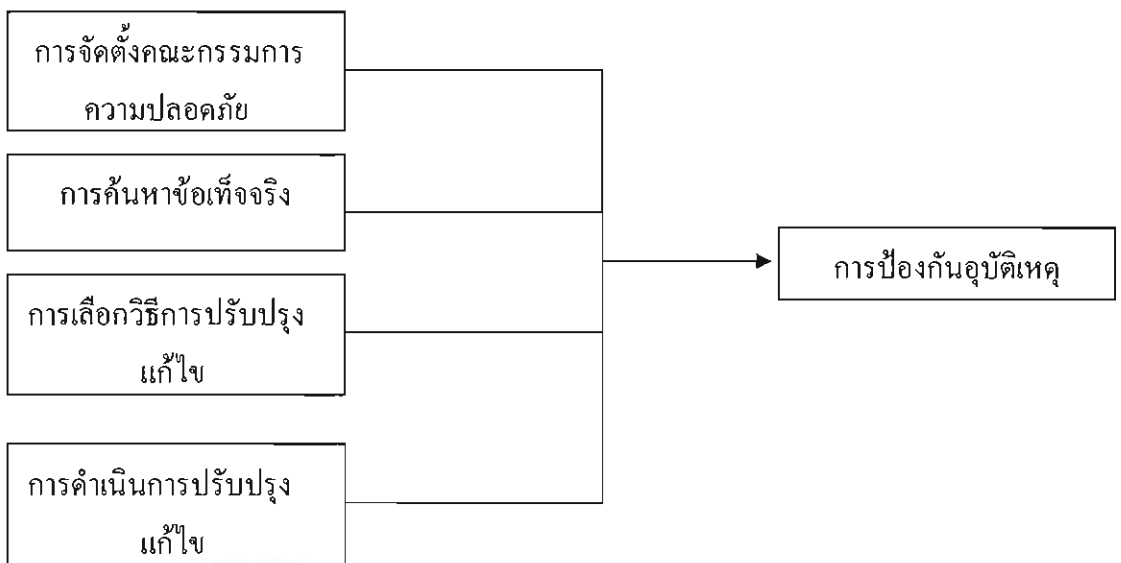 การจัดตั้งคณะกรรมการ
ความปลอดภัย
การค้นหาข้อเท็จจริง
การเลือกวิธีการปรับปรุง
แก้ไข
การดำเนินการปรับปรุง
แก้ไข
การป้องกันอุบัติเหตุ